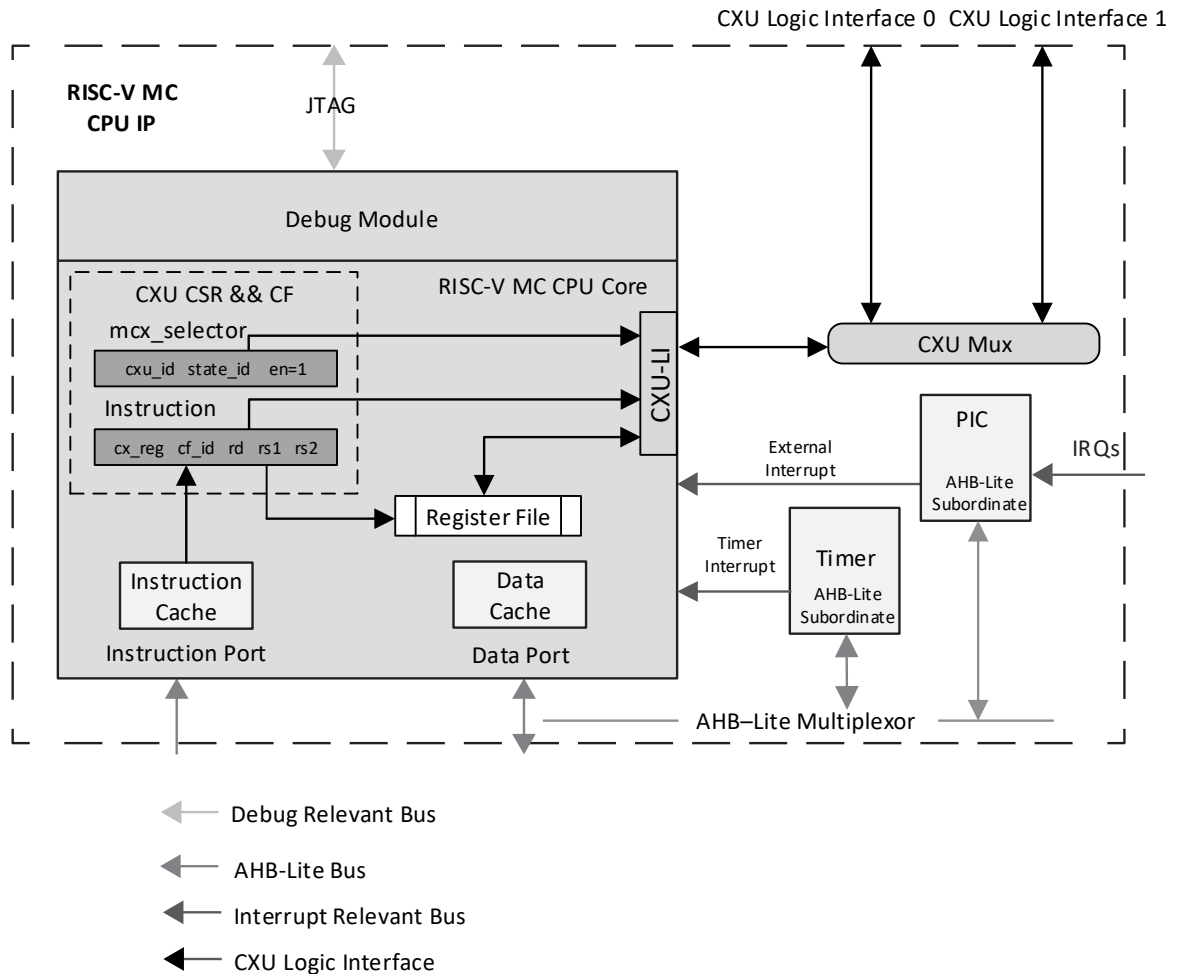 CXU Logic Interface 0 CXU Logic Interface 1
RISC-V MC
CPU IP
JTAG
Debug Module
CXU CSR && CF
RISC-V MC CPU Core
mcx_selector
cxu_id state_id en=1
CXU-LI
CXU Mux
Instruction
cx_reg cf_id rd rs1 rs2
PIC
AHB-Lite
Subordinate
External
Interrupt
IRQs
Register File
Timer
Interrupt
Timer
AHB-Lite
Subordinate
Instruction
Cache
Data
Cache
Instruction Port
Data Port
AHB–Lite Multiplexor
Debug Relevant Bus
AHB-Lite Bus
Interrupt Relevant Bus
CXU Logic Interface